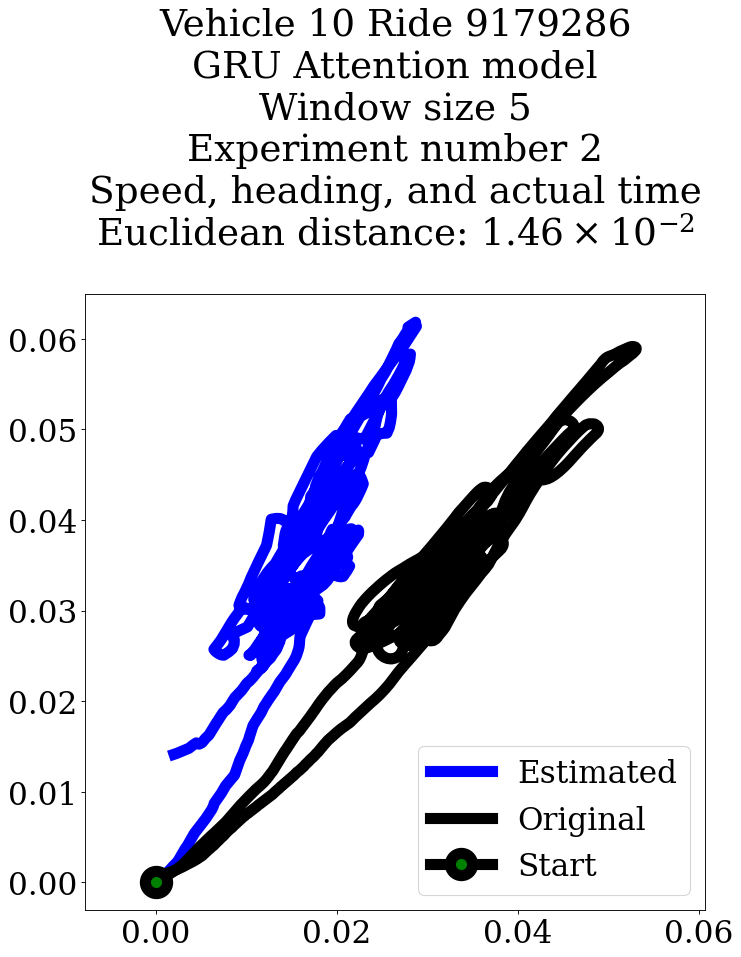 Vehicle 10 Ride 9179286
GRU Attention model
Window size 5
Experiment number 2
Speed, heading, and actual time
Euclidean distance: 1.46 × 10⁻²
0.06
0.05
0.04
0.03
0.02
0.01
0.00
Estimated
Original
Start
0.00 0.02 0.04 0.06